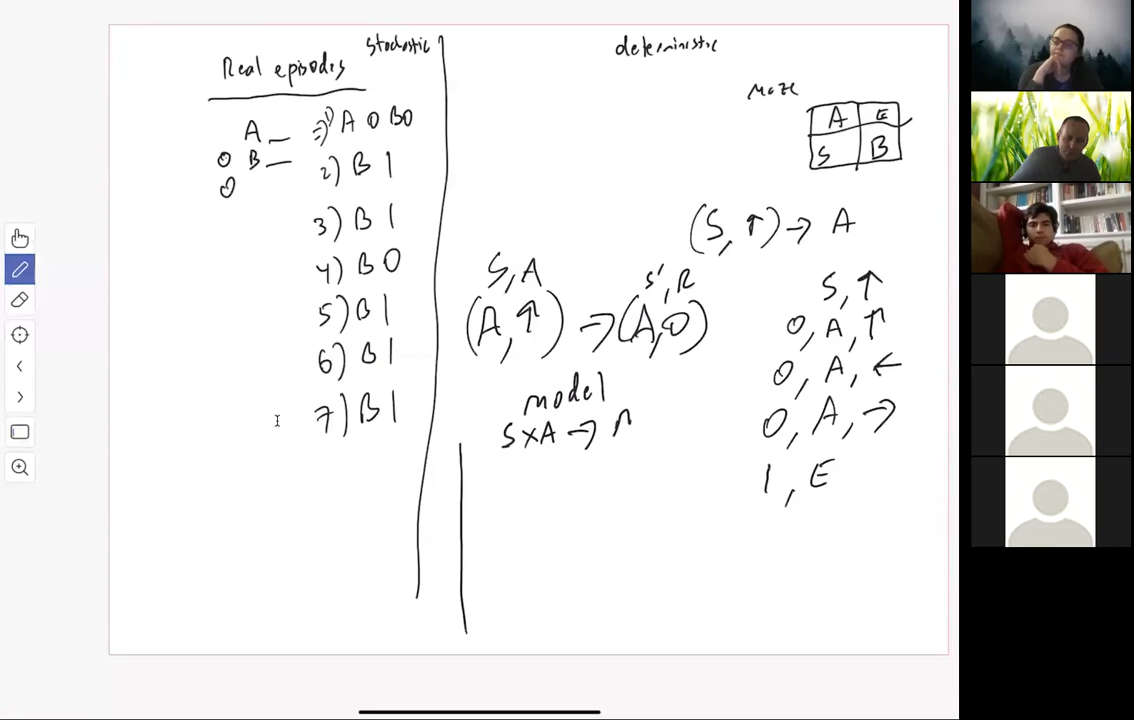 Stochastic
Real episodes
A _ => 1) A 0 B0
0 B _ 2) B 1
0
3) B 1
4) B 0
5) B 1
6) B 1
7) B 1
deterministic
Maze
A E
S B
(S, ↑) → A
S, A S', R
(A, ↑) → (A, 0)
model
S×A →
S, ↑
0, A, ↑
0, A, ←
0, A, →
1, E